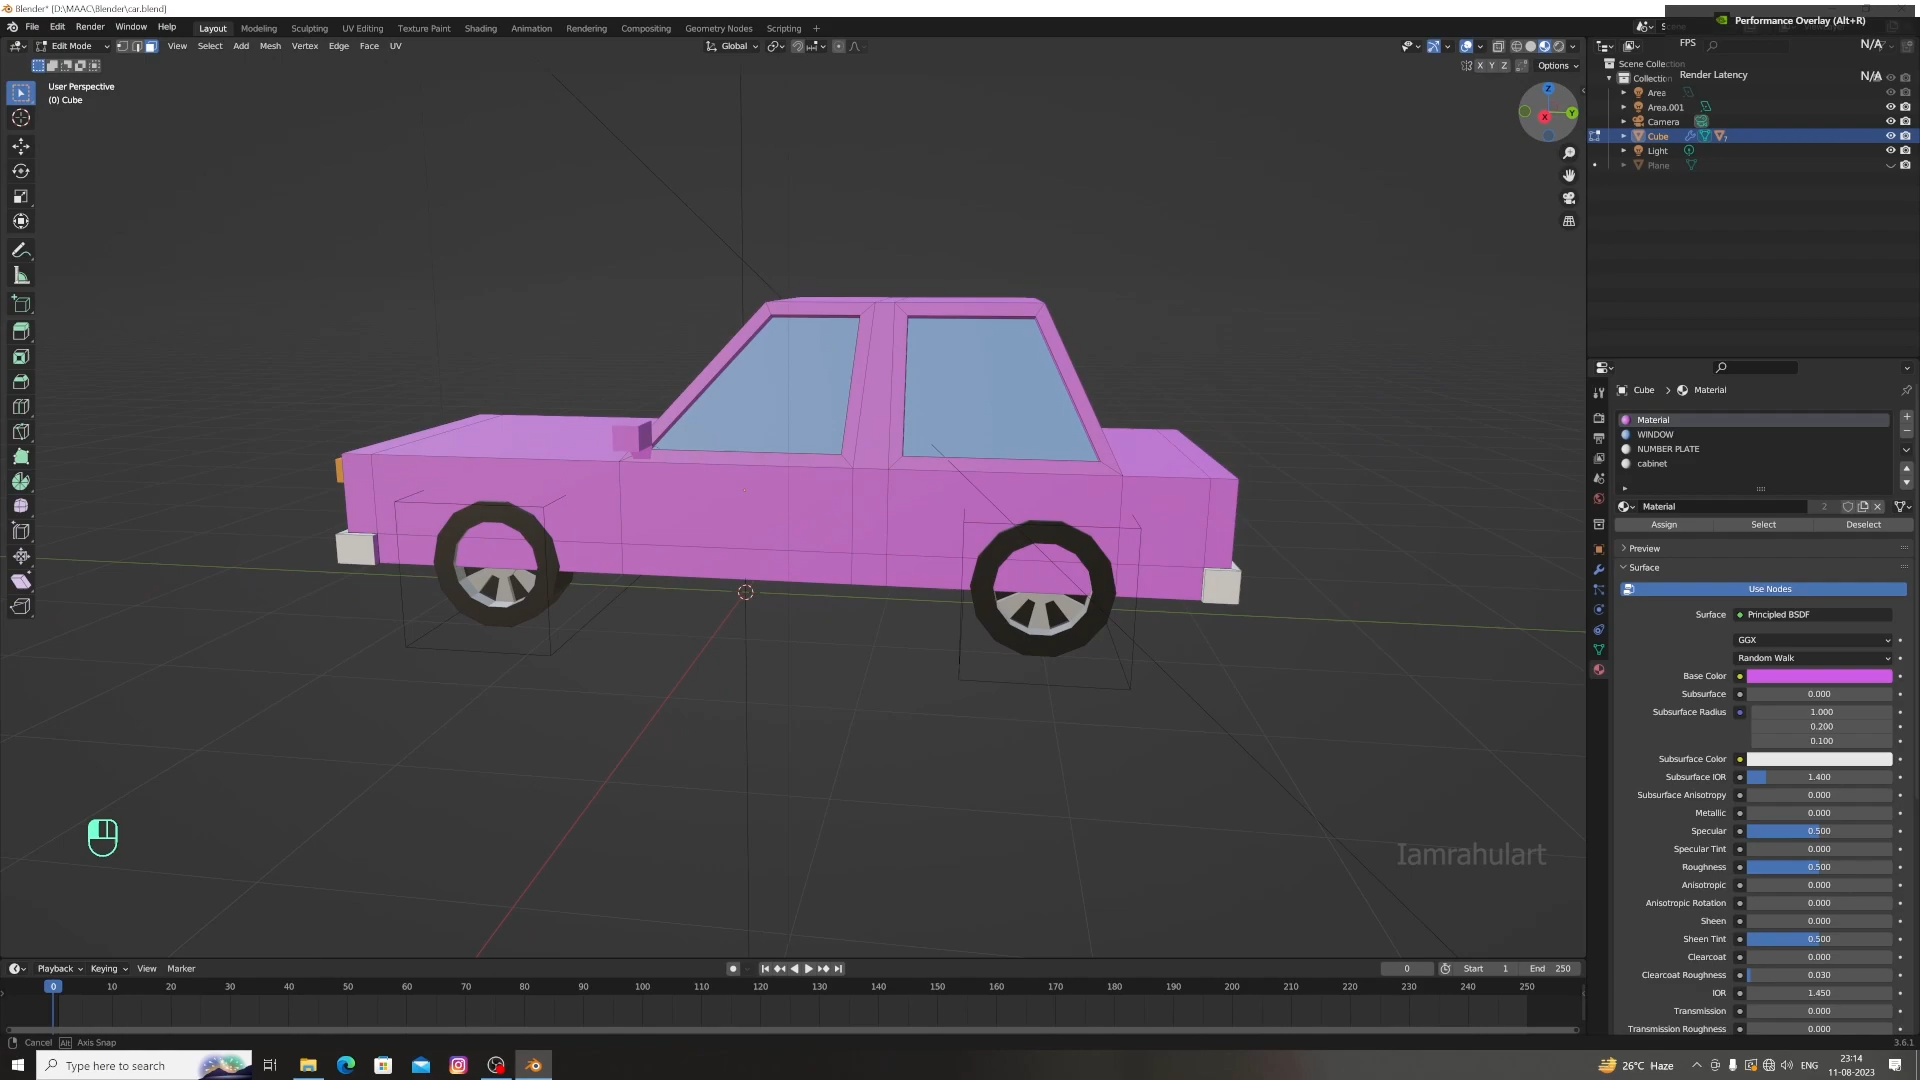 Blender* [D:\MAAC\Blender\car.blend]
File Edit Render Window Help Layout Modeling Sculpting UV Editing Texture Paint Shading Animation Rendering Compositing Geometry Nodes Scripting +
Performance Overlay (Alt+R)
FPS N/A
Render Latency N/A
Edit Mode View Select Add Mesh Vertex Edge Face UV Global
X Y Z Options
User Perspective
(0) Cube
Z
Y
X
Scene Collection
Collection
Area
Area.001
Camera
Cube 7
Light
Plane
Cube > Material
Material
WINDOW
NUMBER PLATE
cabinet
Material 2
Assign Select Deselect
Preview
Surface
Use Nodes
Surface Principled BSDF
GGX
Random Walk
Base Color
Subsurface 0.000
Subsurface Radius 1.000
0.200
0.100
Subsurface Color
Subsurface IOR 1.400
Subsurface Anisotropy 0.000
Metallic 0.000
Specular 0.500
Specular Tint 0.000
Roughness 0.500
Anisotropic 0.000
Anisotropic Rotation 0.000
Sheen 0.000
Sheen Tint 0.500
Clearcoat 0.000
Clearcoat Roughness 0.030
IOR 1.450
Transmission 0.000
Transmission Roughness 0.000
Iamrahulart
Playback Keying View Marker 0 Start 1 End 250
0 10 20 30 40 50 60 70 80 90 100 110 120 130 140 150 160 170 180 190 200 210 220 230 240 250
Cancel Alt Axis Snap 3.6.1
Type here to search 26°C Haze ENG 23:14
11-08-2023